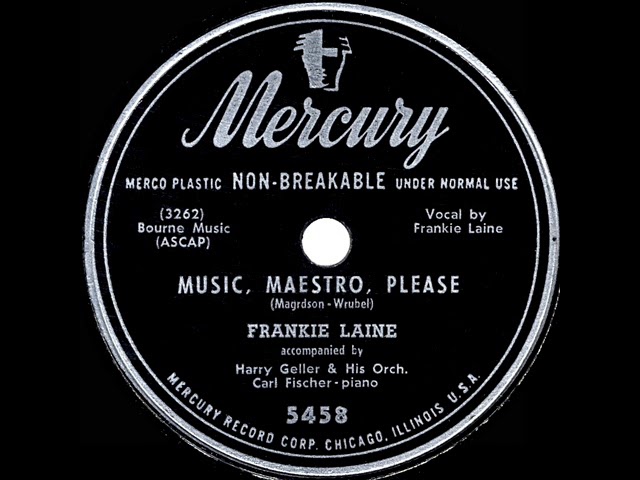 Mercury
MERCO PLASTIC NON-BREAKABLE UNDER NORMAL USE
(3262)
Bourne Music
(ASCAP)
Vocal by
Frankie Laine
MUSIC, MAESTRO, PLEASE
(Magrdson - Wrubel)
FRANKIE LAINE
accompanied by
Harry Geller & His Orch.
Carl Fischer - piano
5458
MERCURY RECORD CORP. CHICAGO, ILLINOIS U.S.A.